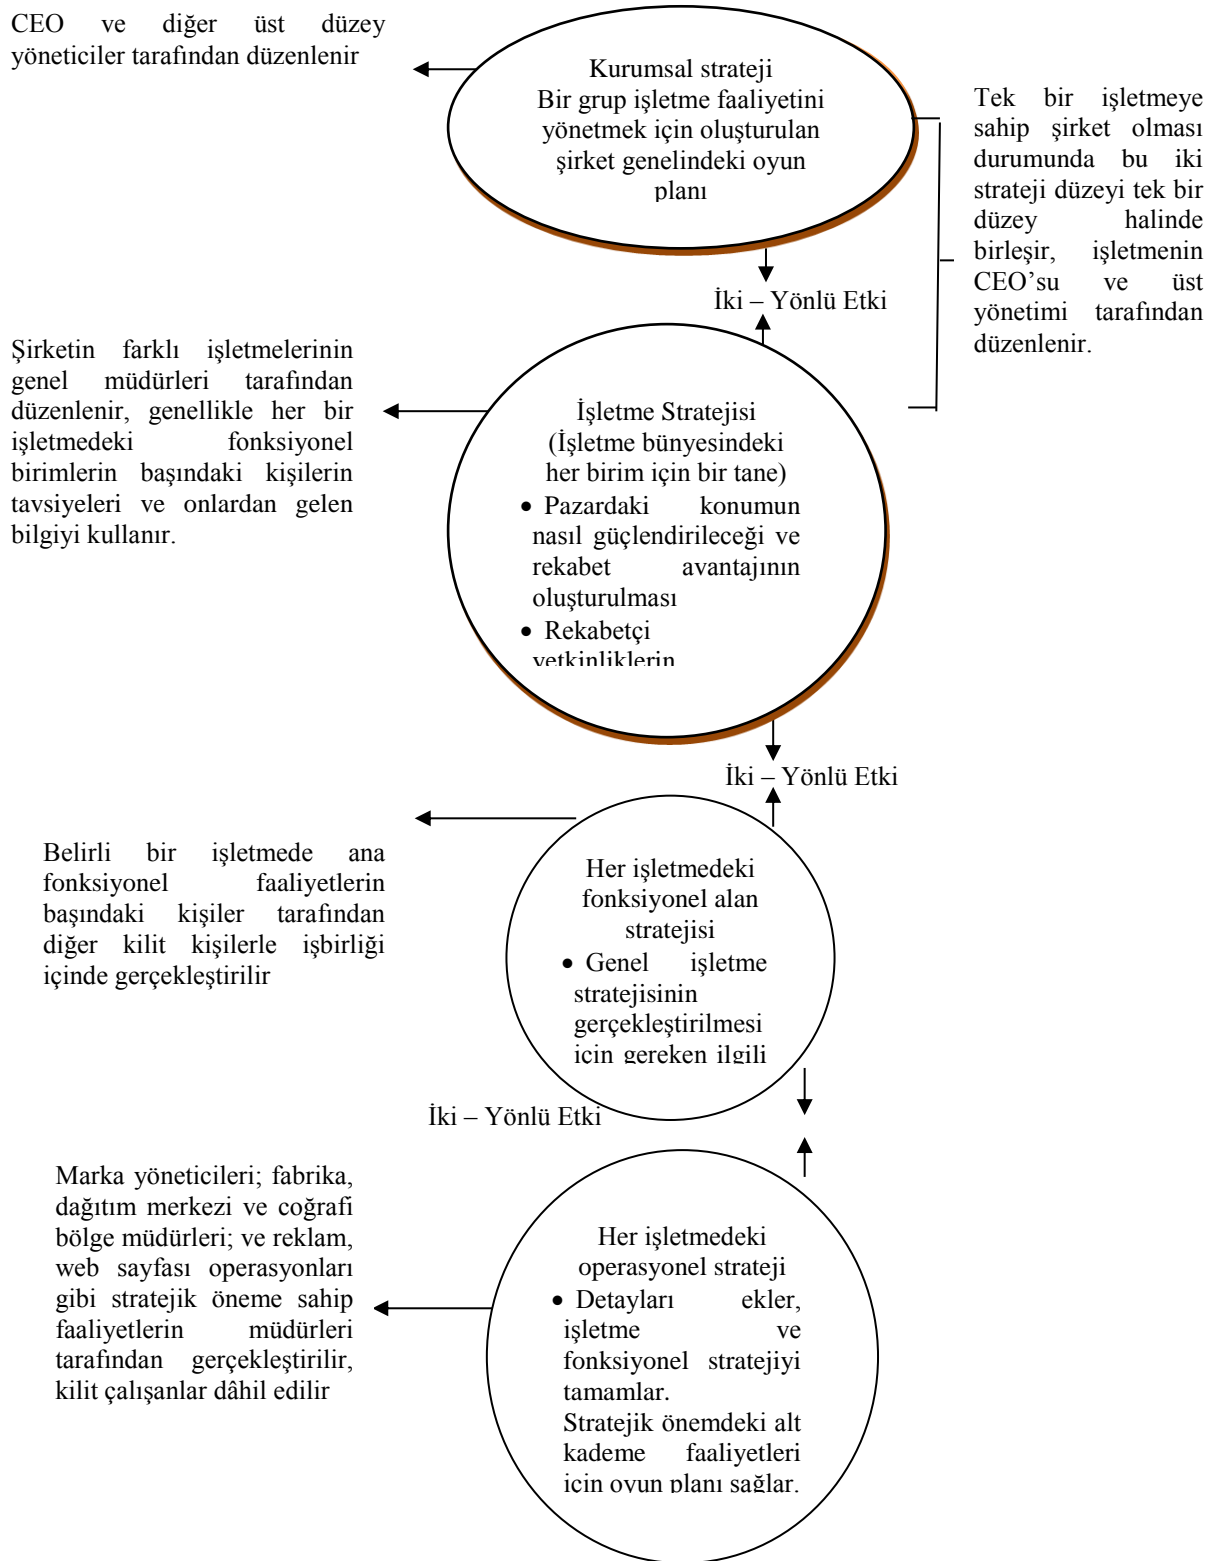 CEO ve diğer üst düzey
yöneticiler tarafından düzenlenir
Kurumsal strateji
Bir grup işletme faaliyetini
yönetmek için oluşturulan
şirket genelindeki oyun
planı
Tek bir işletmeye
sahip şirket olması
durumunda bu iki
strateji düzeyi tek bir
düzey halinde
birleşir, işletmenin
CEO’su ve üst
yönetimi tarafından
düzenlenir.
İki – Yönlü Etki
Şirketin farklı işletmelerinin
genel müdürleri tarafından
düzenlenir, genellikle her bir
işletmedeki fonksiyonel
birimlerin başındaki kişilerin
tavsiyeleri ve onlardan gelen
bilgiyi kullanır.
İşletme Stratejisi
(İşletme bünyesindeki
her birim için bir tane)
• Pazardaki konumun
nasıl güçlendirileceği ve
rekabet avantajının
oluşturulması
• Rekabetçi
yetkinliklerin
İki – Yönlü Etki
Belirli bir işletmede ana
fonksiyonel faaliyetlerin
başındaki kişiler tarafından
diğer kilit kişilerle işbirliği
içinde gerçekleştirilir
Her işletmedeki
fonksiyonel alan
stratejisi
• Genel işletme
stratejisinin
gerçekleştirilmesi
için gereken ilgili
İki – Yönlü Etki
Marka yöneticileri; fabrika,
dağıtım merkezi ve coğrafi
bölge müdürleri; ve reklam,
web sayfası operasyonları
gibi stratejik öneme sahip
faaliyetlerin müdürleri
tarafından gerçekleştirilir,
kilit çalışanlar dâhil edilir
Her işletmedeki
operasyonel strateji
• Detayları ekler,
işletme ve
fonksiyonel stratejiyi
tamamlar.
Stratejik önemdeki alt
kademe faaliyetleri
için oyun planı sağlar.